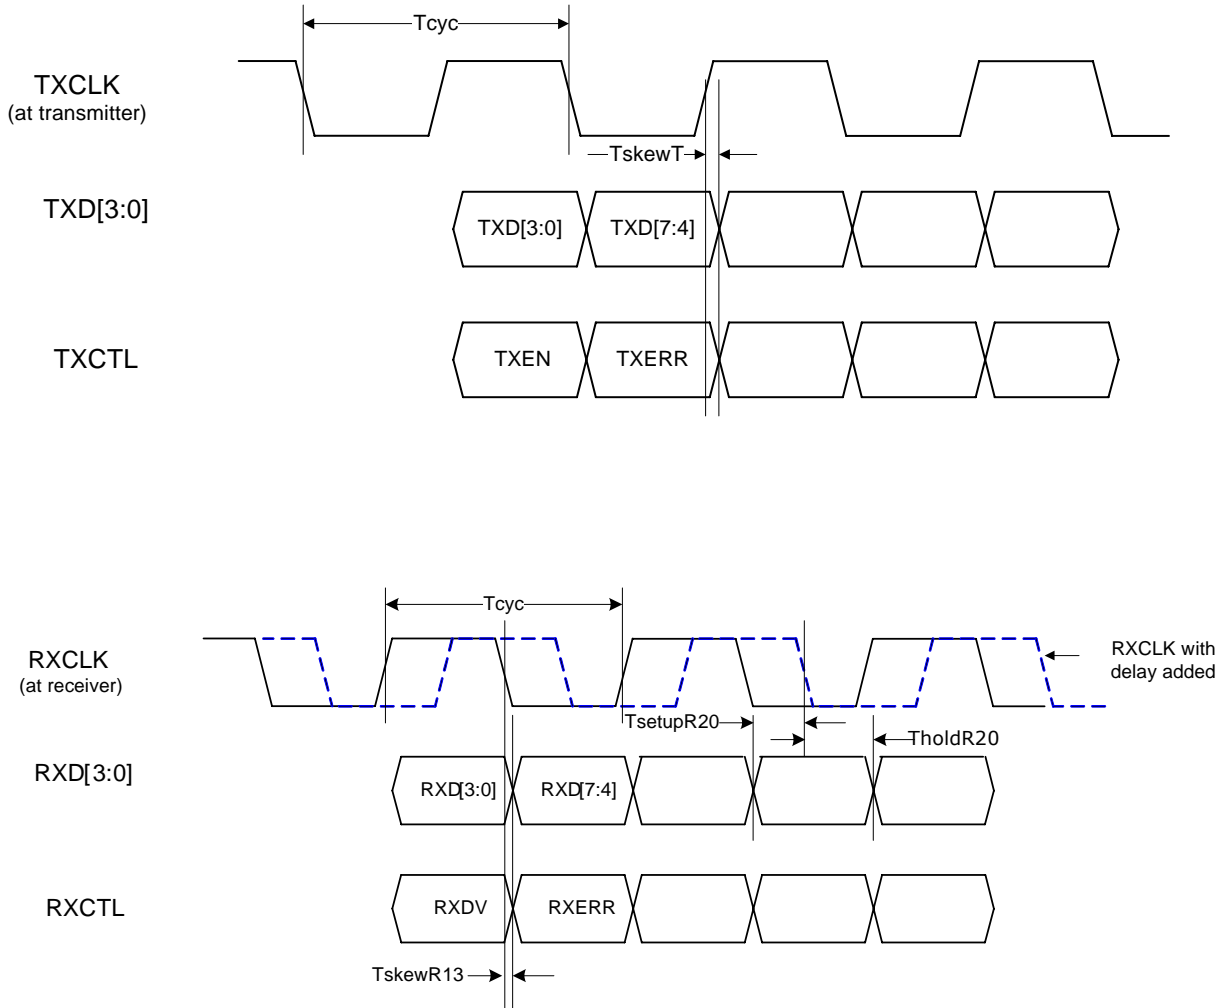 Tcyc
TXCLK
(at transmitter)
TskewT
TXD[3:0]
TXD[3:0] TXD[7:4]
TXCTL
TXEN TXERR
Tcyc
RXCLK
(at receiver)
RXCLK with
delay added
TsetupR20
TholdR20
RXD[3:0]
RXD[3:0] RXD[7:4]
RXCTL
RXDV RXERR
TskewR13